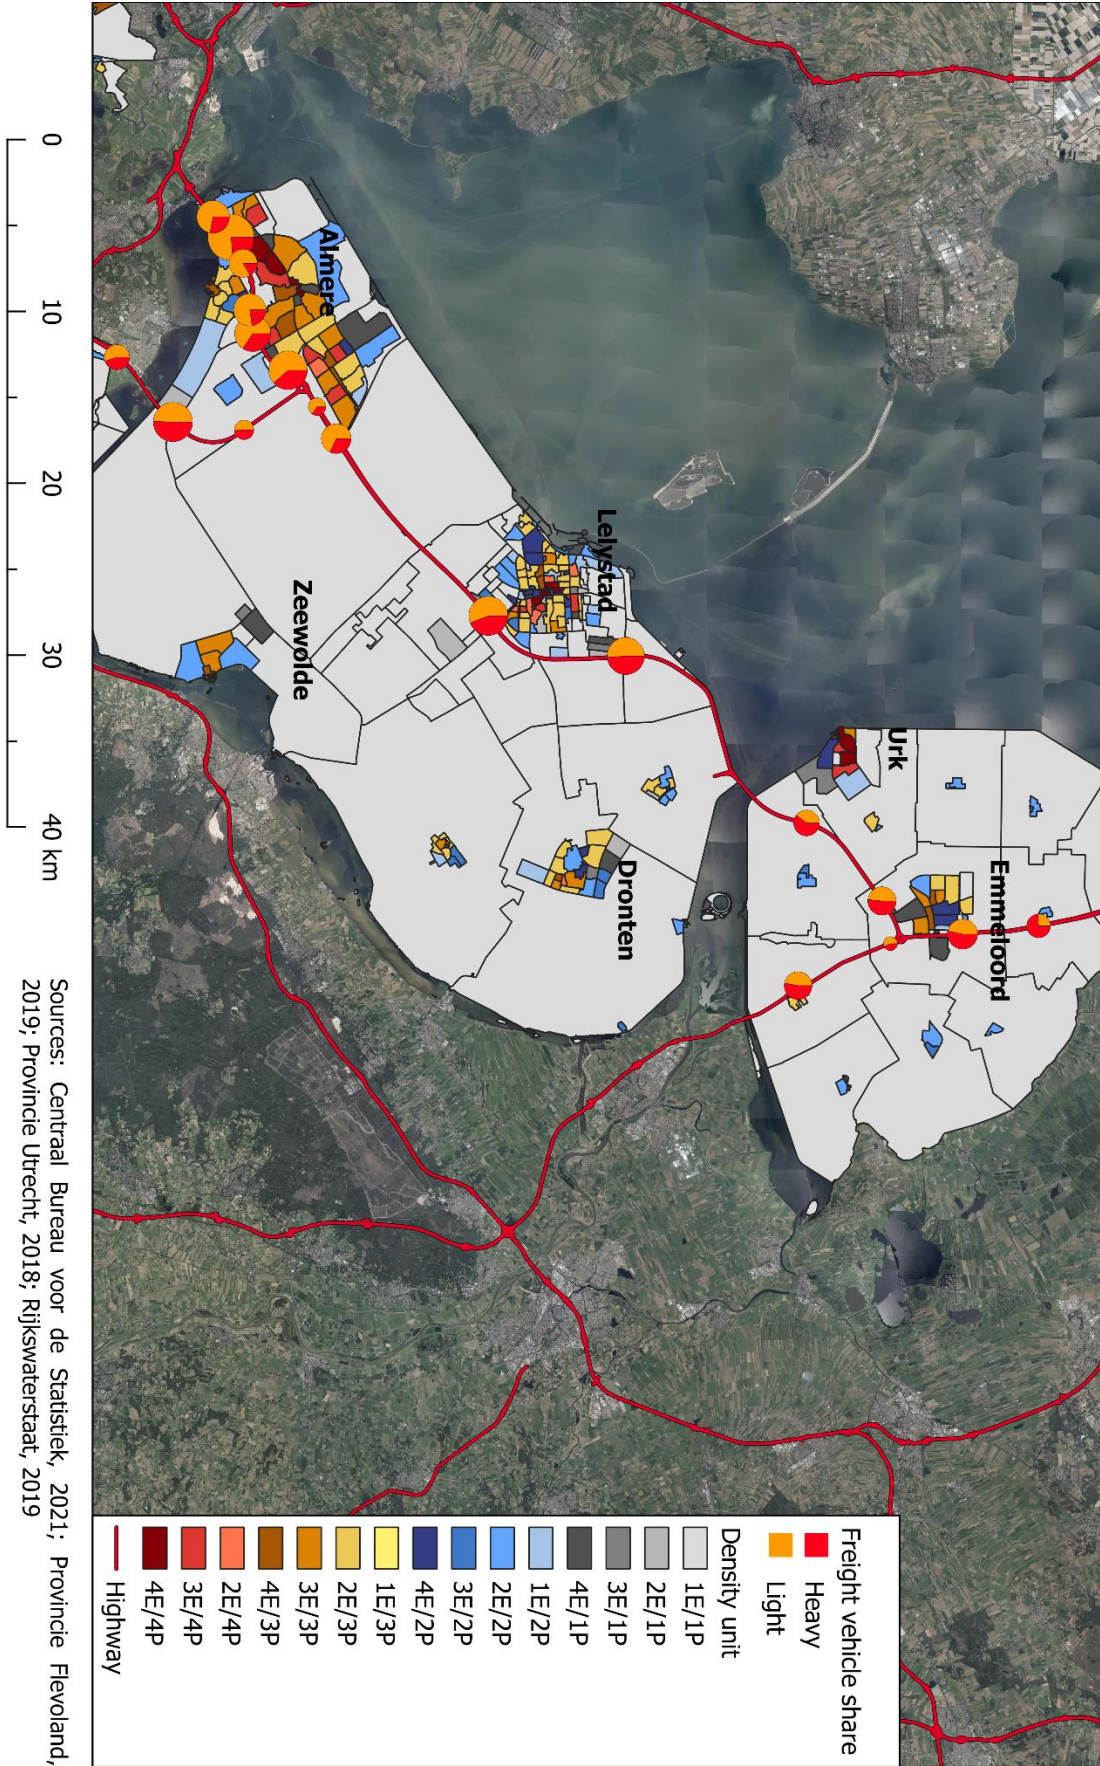 Almere
Lelystad
Zeewolde
Urk
Dronten
Emmeloord
Freight vehicle share
Heavy
Light
Density unit
1E/1P
2E/1P
3E/1P
4E/1P
1E/2P
2E/2P
3E/2P
4E/2P
1E/3P
2E/3P
3E/3P
4E/3P
2E/4P
3E/4P
4E/4P
Highway
0
10
20
30
40 km
Sources: Centraal Bureau voor de Statistiek, 2021; Provincie Flevoland,
2019; Provincie Utrecht, 2018; Rijkswaterstaat, 2019